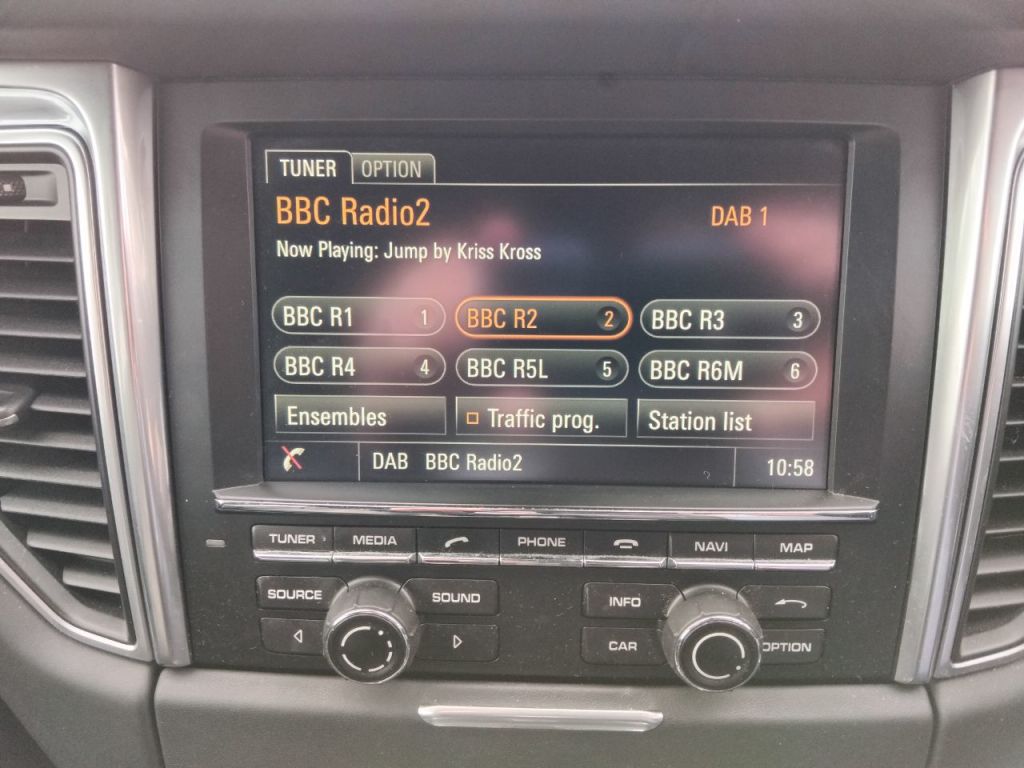 TUNER OPTION
BBC Radio2 DAB 1
Now Playing: Jump by Kriss Kross
BBC R1 1 BBC R2 2 BBC R3 3
BBC R4 4 BBC R5L 5 BBC R6M 6
Ensembles Traffic prog. Station list
DAB BBC Radio2 10:58
TUNER MEDIA PHONE NAVI MAP
SOURCE SOUND INFO
CAR OPTION